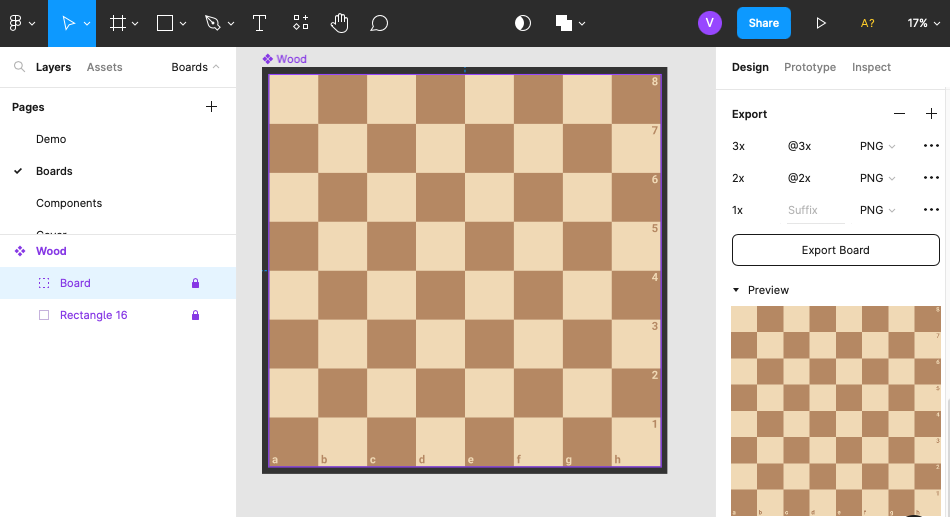 Share
A?
17%
V
Layers
Assets
Boards
Pages
Demo
Boards
Components
Wood
Board
Rectangle 16
Wood
8
7
6
5
4
3
2
1
a b c d e f g h
Design
Prototype
Inspect
Export
3x @3x PNG
2x @2x PNG
1x Suffix PNG
Export Board
Preview